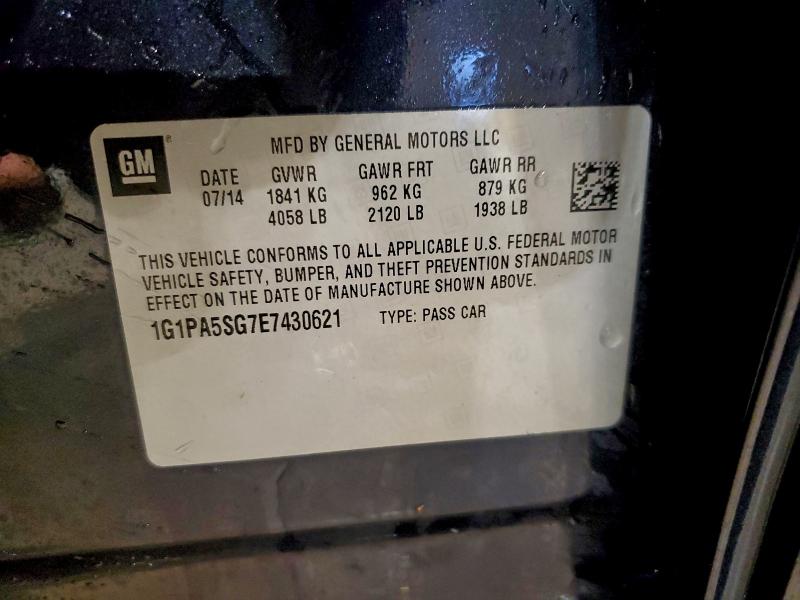 GM
MFD BY GENERAL MOTORS LLC
DATE GVWR GAWR FRT GAWR RR
07/14 1841 KG 962 KG 879 KG
4058 LB 2120 LB 1938 LB
THIS VEHICLE CONFORMS TO ALL APPLICABLE U.S. FEDERAL MOTOR
VEHICLE SAFETY, BUMPER, AND THEFT PREVENTION STANDARDS IN
EFFECT ON THE DATE OF MANUFACTURE SHOWN ABOVE.
1G1PA5SG7E7430621 TYPE: PASS CAR